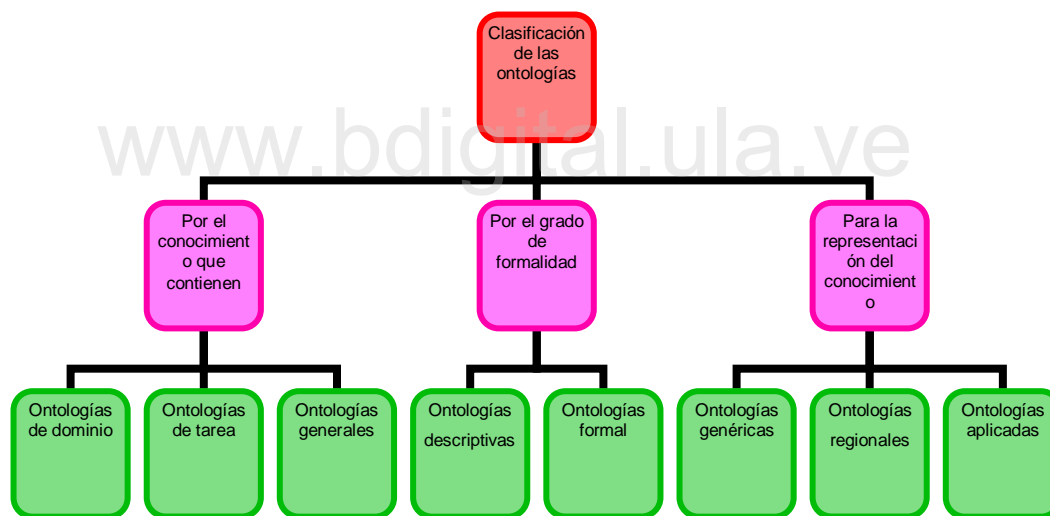 Clasificación
de las
ontologías
www.bdigital.ula.ve
Por el
conocimient
o que
contienen
Por el grado
de
formalidad
Para la
representaci
ón del
conocimient
o
Ontologías
de dominio
Ontologías
de tarea
Ontologías
generales
Ontologías
descriptivas
Ontologías
formal
Ontologías
genéricas
Ontologías
regionales
Ontologías
aplicadas